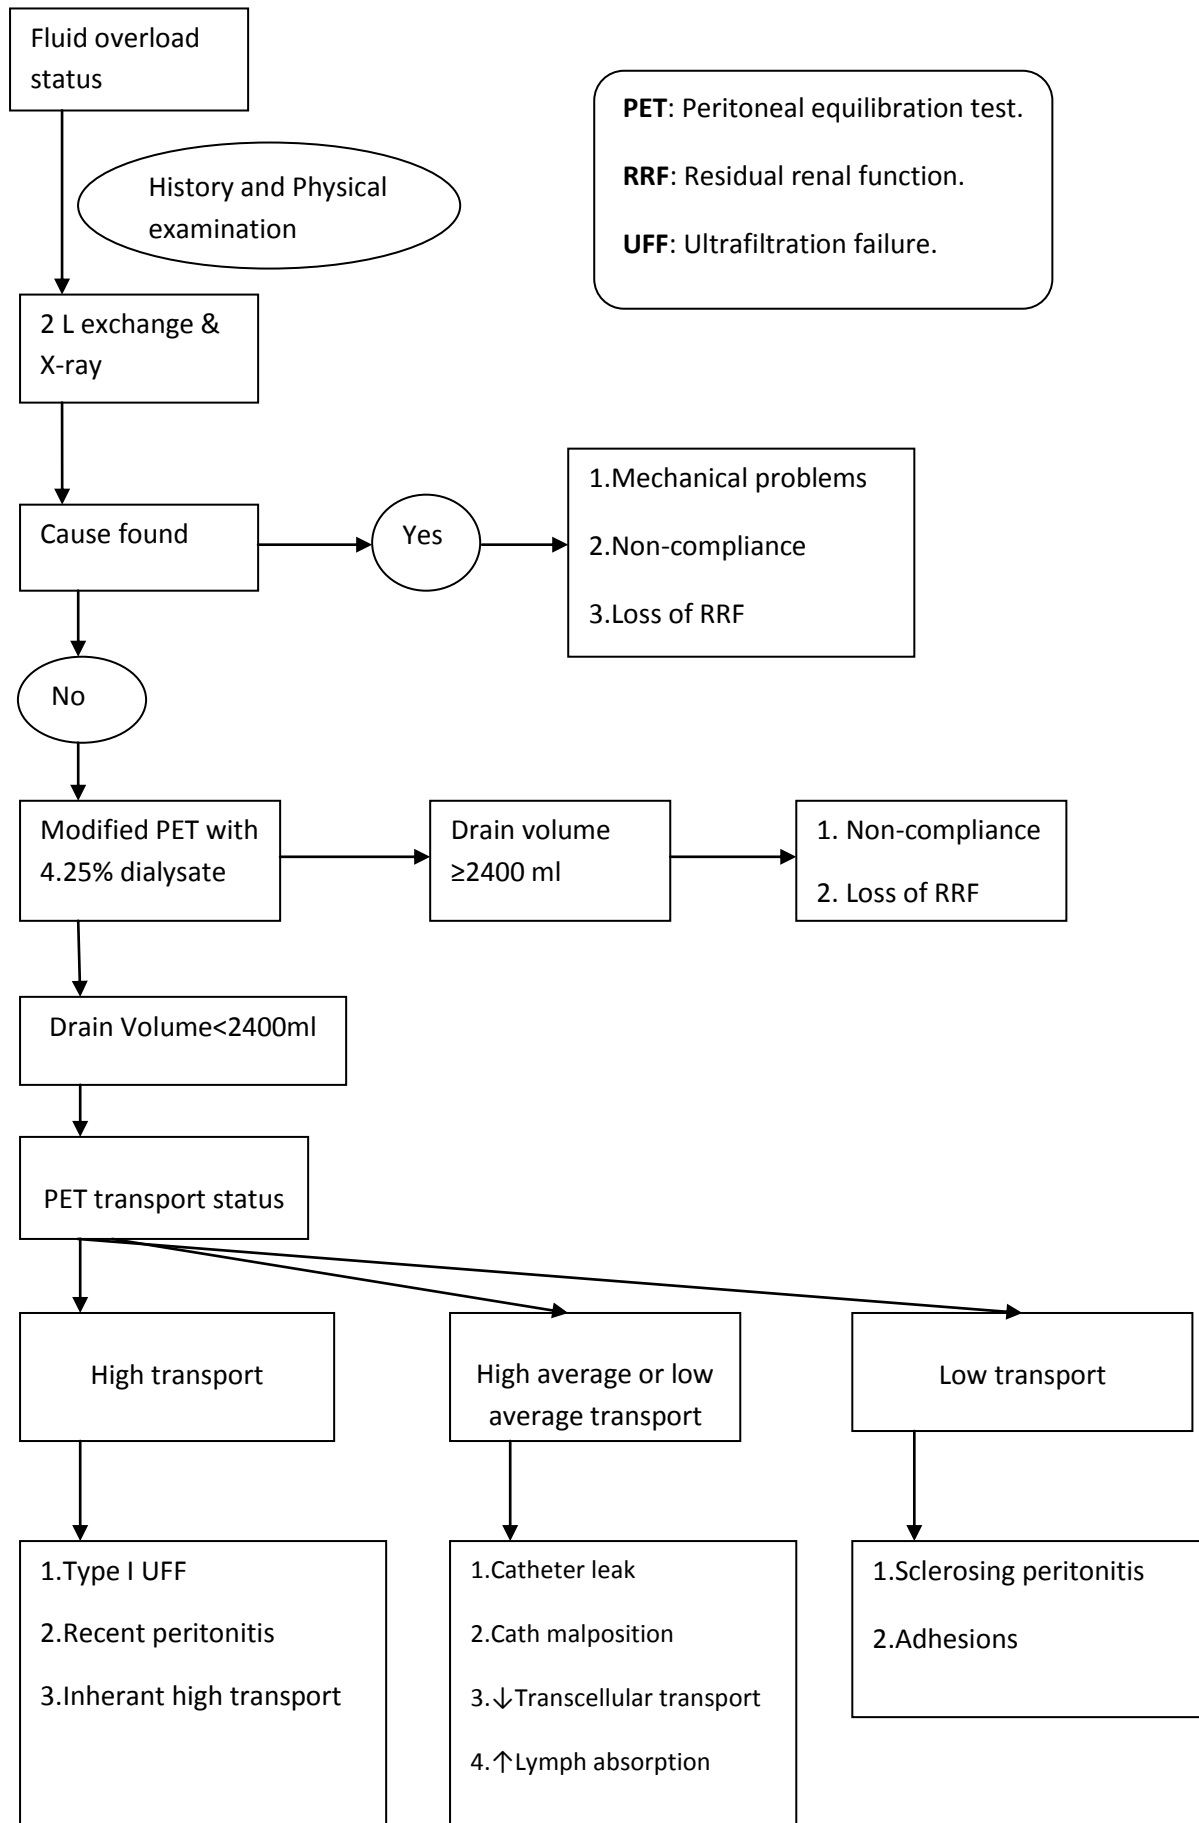 Fluid overload
status
PET: Peritoneal equilibration test.
RRF: Residual renal function.
UFF: Ultrafiltration failure.
History and Physical
examination
2 L exchange &
X-ray
Cause found
Yes
1.Mechanical problems
2.Non-compliance
3.Loss of RRF
No
Modified PET with
4.25% dialysate
Drain volume
≥2400 ml
1. Non-compliance
2. Loss of RRF
Drain Volume<2400ml
PET transport status
High transport
High average or low
average transport
Low transport
1.Type I UFF
2.Recent peritonitis
3.Inherant high transport
1.Catheter leak
2.Cath malposition
3.↓Transcellular transport
4.↑Lymph absorption
1.Sclerosing peritonitis
2.Adhesions